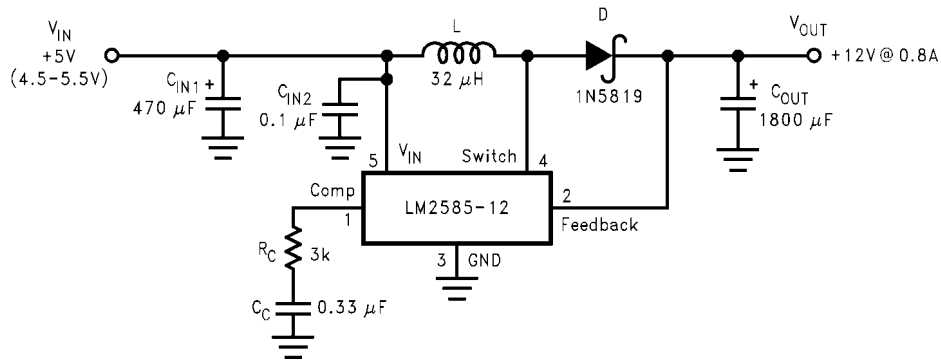 V_IN
+5V
(4.5–5.5V)
C_IN1
+
470 µF
C_IN2
0.1 µF
L
32 µH
D
1N5819
V_OUT
+12V@ 0.8A
+
C_OUT
1800 µF
5
V_IN
Switch
4
Comp
1
LM2585-12
2
Feedback
3
GND
R_C
3k
C_C
0.33 µF